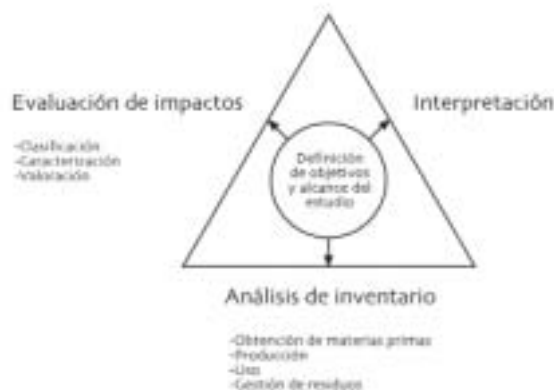 Evaluación de impactos
-Clasificación
-Caracterización
-Valoración
Interpretación
Definición
de objetivos
y alcance del
estudio
Análisis de inventario
-Obtención de materias primas
-Producción
-Uso
-Gestión de residuos